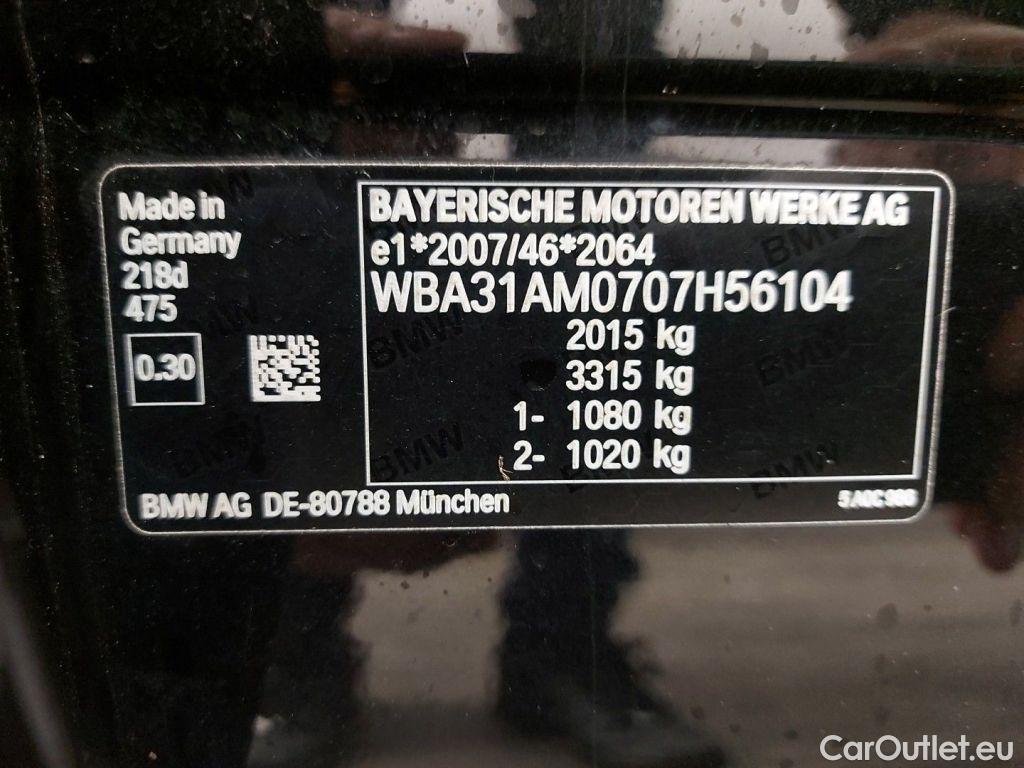 Made in
Germany
218d
475
0.30
BAYERISCHE MOTOREN WERKE AG
e1*2007/46*2064
WBA31AM0707H56104
2015 kg
3315 kg
1- 1080 kg
2- 1020 kg
BMW AG DE-80788 München
CarOutlet.eu